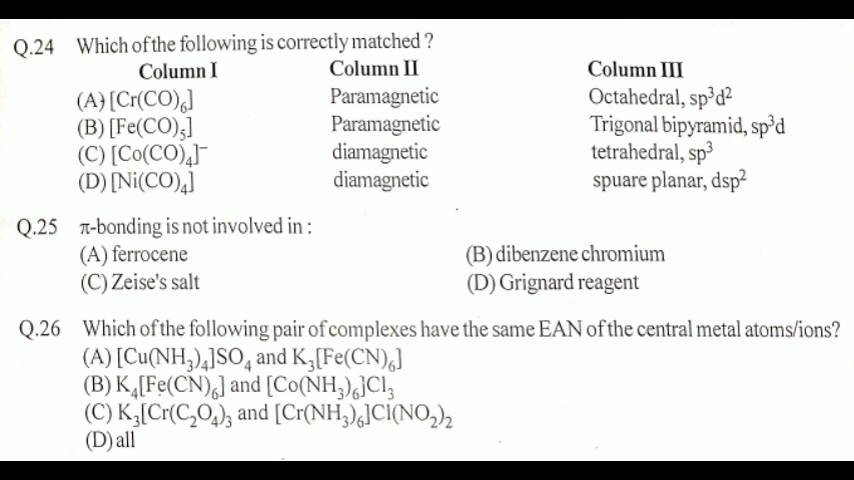 Q.24 Which of the following is correctly matched ?
Column I Column II Column III
(A) [Cr(CO)₆] Paramagnetic Octahedral, sp³d²
(B) [Fe(CO)₅] Paramagnetic Trigonal bipyramid, sp³d
(C) [Co(CO)₄]⁻ diamagnetic tetrahedral, sp³
(D) [Ni(CO)₄] diamagnetic spuare planar, dsp²
Q.25 π-bonding is not involved in :
(A) ferrocene (B) dibenzene chromium
(C) Zeise's salt (D) Grignard reagent
Q.26 Which of the following pair of complexes have the same EAN of the central metal atoms/ions?
(A) [Cu(NH₃)₄]SO₄ and K₃[Fe(CN)₆]
(B) K₄[Fe(CN)₆] and [Co(NH₃)₆]Cl₃
(C) K₃[Cr(C₂O₄)₃ and [Cr(NH₃)₆]Cl(NO₂)₂
(D) all